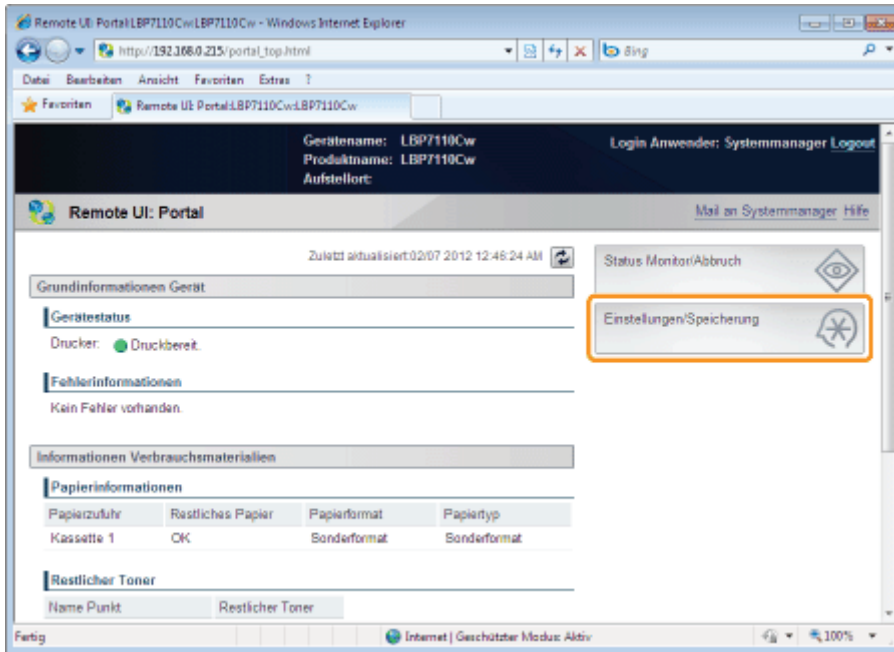 Remote UI: Portal:LBP7110Cw:LBP7110Cw - Windows Internet Explorer
http://192.168.0.215/portal_top.html
Bing
Datei Bearbeiten Ansicht Favoriten Extras ?
Favoriten Remote UI: Portal:LBP7110Cw:LBP7110Cw
Gerätename: LBP7110Cw
Produktname: LBP7110Cw
Aufstellort:
Login Anwender: Systemmanager Logout
Remote UI: Portal
Mail an Systemmanager Hilfe
Zuletzt aktualisiert:02/07 2012 12:46:24 AM
Grundinformationen Gerät
Gerätestatus
Drucker: Druckbereit.
Fehlerinformationen
Kein Fehler vorhanden.
Informationen Verbrauchsmaterialien
Papierinformationen
Papierzufuhr Restliches Papier Papierformat Papiertyp
Kassette 1 OK Sonderformat Sonderformat
Restlicher Toner
Name Punkt Restlicher Toner
Status Monitor/Abbruch
Einstellungen/Speicherung
Fertig Internet | Geschützter Modus: Aktiv 100%